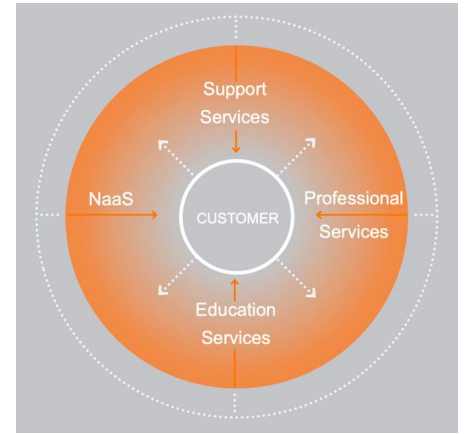 Support
Services
NaaS
Professional
Services
CUSTOMER
Education
Services